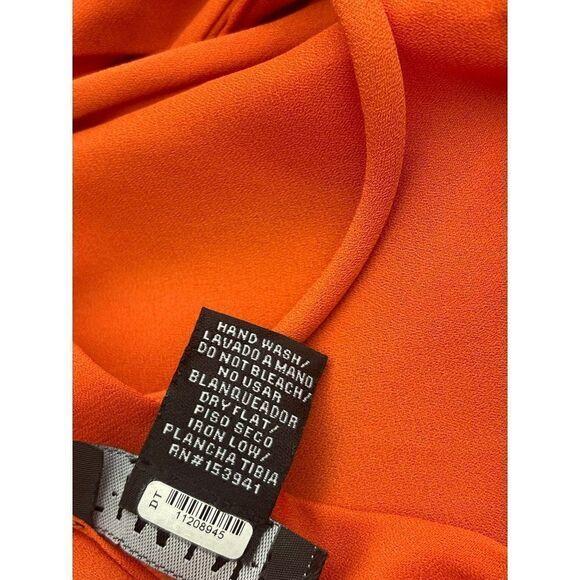 HAND WASH/
LAVADO A MANO
DO NOT BLEACH/
NO USAR
BLANQUEADOR
DRY FLAT/
PISO SECO
IRON LOW/
PLANCHA TIBIA
RN#153941
DT
11208945